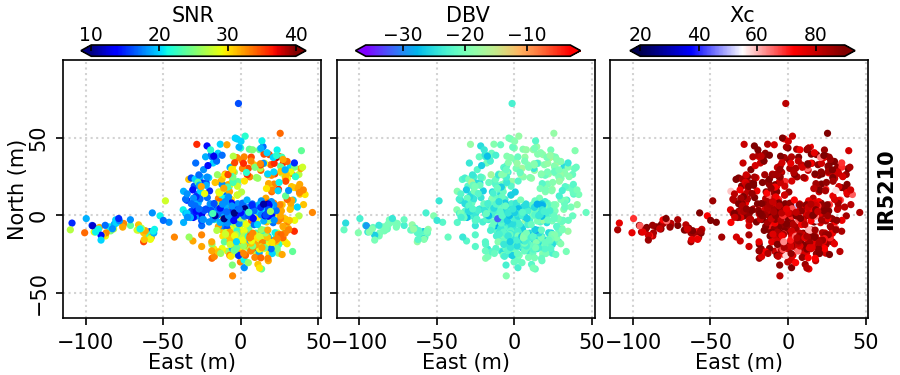 SNR
DBV
Xc
10 20 30 40
−30 −20 −10
20 40 60 80
North (m)
50
0
−50
IR5210
−100 −50 0 50
−100 −50 0 50
−100 −50 0 50
East (m)
East (m)
East (m)